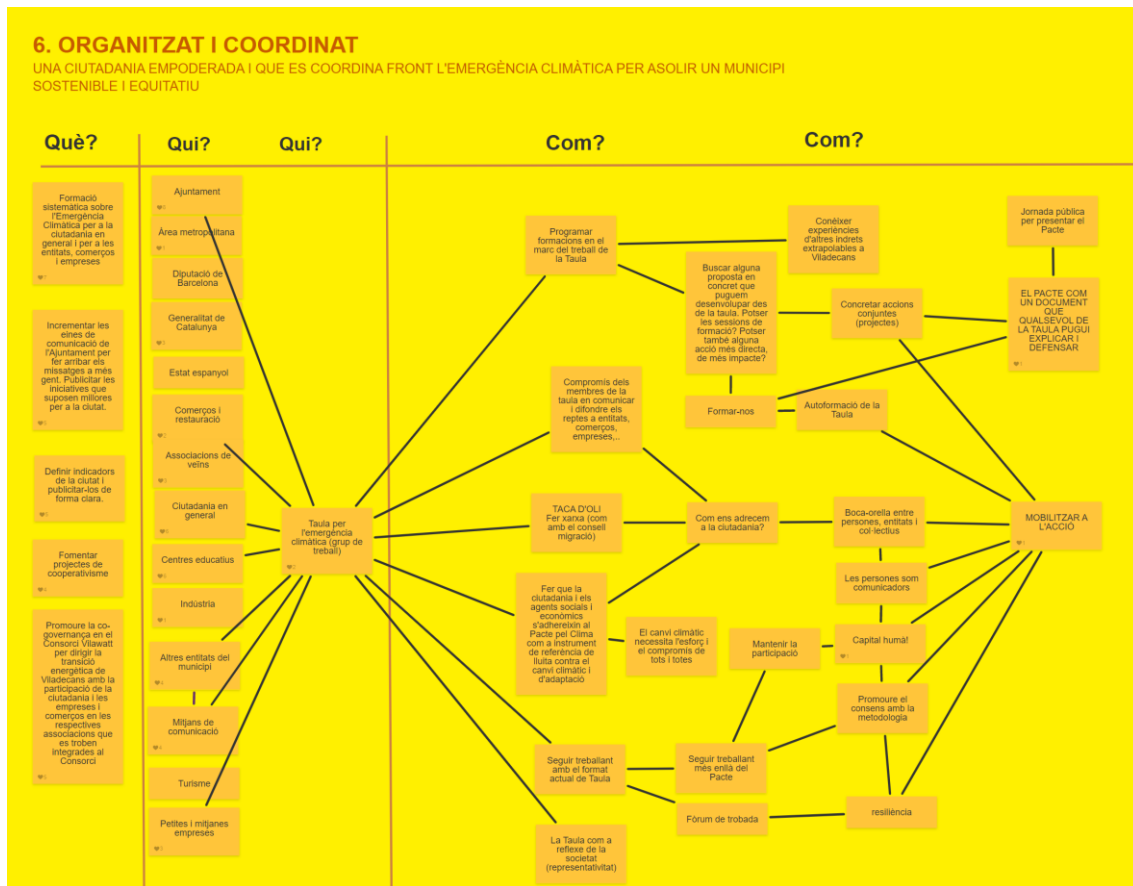 6. ORGANITZAT I COORDINAT
UNA CIUTADANIA EMPODERADA I QUE ES COORDINA FRONT L'EMERGÈNCIA CLIMÀTICA PER ASOLIR UN MUNICIPI
SOSTENIBLE I EQUITATIU
Què?
Qui?
Qui?
Com?
Com?
Formació
sistemàtica sobre
l'Emergència
Climàtica per a la
ciutadania en
general i per a les
entitats, comerços
i empreses
Incrementar les
eines de
comunicació de
l'Ajuntament per
fer arribar els
missatges a més
gent. Publicitar les
iniciatives que
suposen millores
per a la ciutat.
Definir indicadors
de la ciutat i
publicitar-los de
forma clara.
Fomentar
projectes de
cooperativisme
Promoure la co-
governança en el
Consorci Vilawatt
per dirigir la
transició
energètica de
Viladecans amb la
participació de la
ciutadania i les
empreses i
comerços en les
respectives
associacions que
es troben
integrades al
Consorci
Ajuntament
Àrea metropolitana
Diputació de
Barcelona
Generalitat de
Catalunya
Estat espanyol
Comerços i
restauració
Associacions de
veïns
Ciutadania en
general
Centres educatius
Indústria
Altres entitats del
municipi
Mitjans de
comunicació
Turisme
Petites i mitjanes
empreses
Taula per
l'emergència
climàtica (grup de
treball)
Programar
formacions en el
marc del treball de
la Taula
Compromís dels
membres de la
taula en comunicar
i difondre els
reptes a entitats,
comerços,
empreses,..
TACA D'OLI
Fer xarxa (com
amb el consell
migració)
Fer que la
ciutadania i els
agents socials i
econòmics
s'adhereixin al
Pacte pel Clima
com a instrument
de referència de
lluita contra el
canvi climàtic i
d'adaptació
Seguir treballant
amb el format
actual de Taula
La Taula com a
reflexe de la
societat
(representativitat)
Buscar alguna
proposta en
concret que
puguem
desenvolupar des
de la taula. Potser
les sessions de
formació? Potser
també alguna
acció més directa,
de més impacte?
Formar-nos
Com ens adrecem
a la ciutadania?
El canvi climàtic
necessita l'esforç i
el compromís de
tots i totes
Seguir treballant
més enllà del
Pacte
Fòrum de trobada
Conèixer
experiències
d'altres indrets
extrapolables a
Viladecans
Concretar accions
conjuntes
(projectes)
Autoformació de la
Taula
Boca-orella entre
persones, entitats i
col·lectius
Les persones som
comunicadors
Mantenir la
participació
Capital humà!
Promoure el
consens amb la
metodologia
resiliència
Jornada pública
per presentar el
Pacte
EL PACTE COM
UN DOCUMENT
QUE
QUALSEVOL DE
LA TAULA PUGUI
EXPLICAR I
DEFENSAR
MOBILITZAR A
L'ACCIÓ